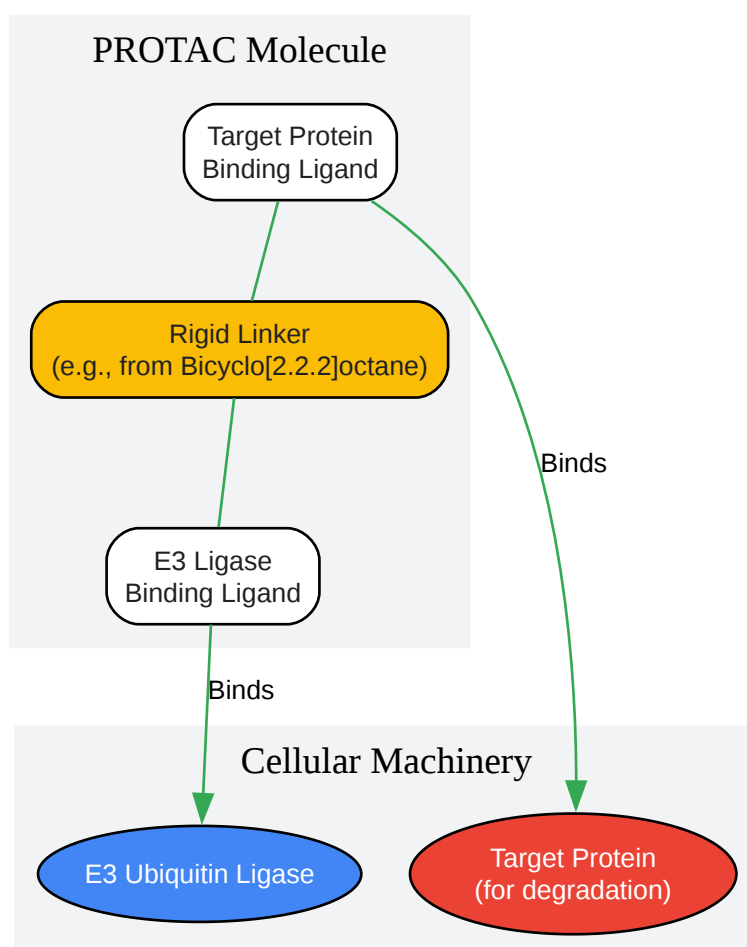 PROTAC Molecule
Target Protein
Binding Ligand
Rigid Linker
(e.g., from Bicyclo[2.2.2]octane)
Binds
E3 Ligase
Binding Ligand
Binds
Cellular Machinery
E3 Ubiquitin Ligase
Target Protein
(for degradation)